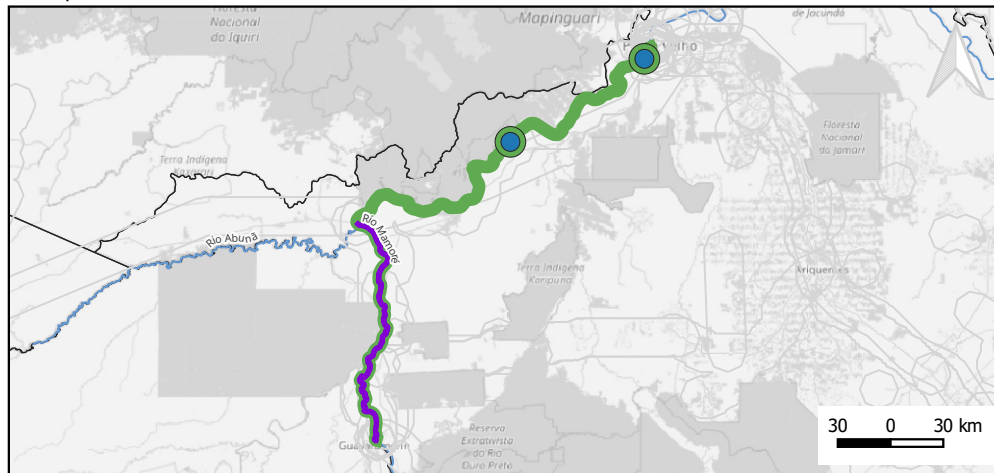 Floresta
Nacional
do Iquiri
Mapinguari
de Jacundá
Floresta
Nacional
do Jamari
Terra Indígena
Rio Abunã
Rio Mamoré
Terra Indígena
Karipuna
Ariquemes
30 0 30 km
Reserva
Extrativista
do Rio
Ouro Preto